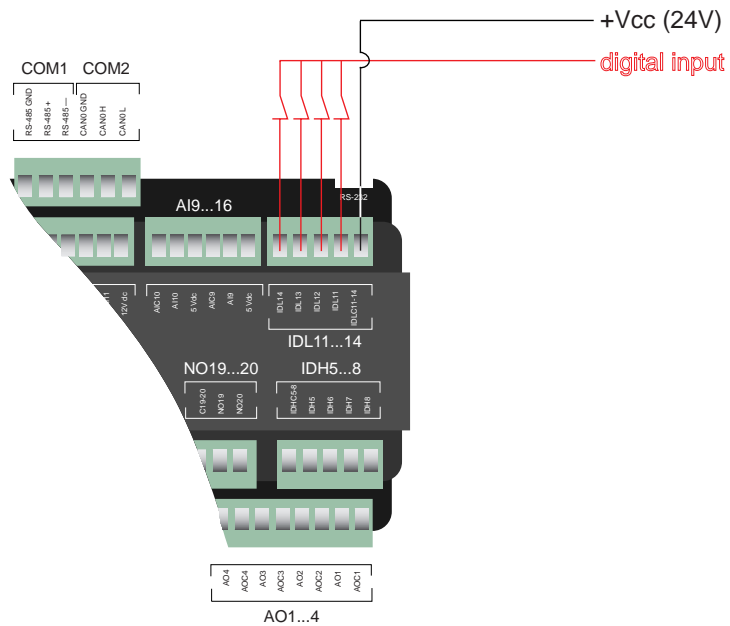 +Vcc (24V)
digital input
COM1 COM2
RS-485 GND
RS-485 +
RS-485 —
CAN0 GND
CAN0 H
CAN0 L
RS-232
AI9...16
12V dc
AIC10
AI10
5 Vdc
AIC9
AI9
5 Vdc
IDL14
IDL13
IDL12
IDL11
IDLC11-14
IDL11...14
NO19...20
IDH5...8
C19-20
NO19
NO20
IDHC5-8
IDH5
IDH6
IDH7
IDH8
AO4
AOC4
AO3
AOC3
AO2
AOC2
AO1
AOC1
AO1...4